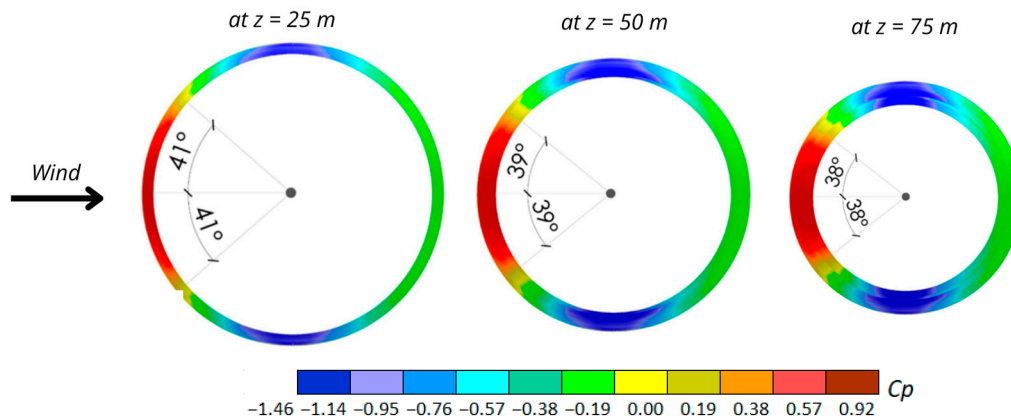 at z = 25 m
at z = 50 m
at z = 75 m
Wind
41°
41°
39°
39°
38°
38°
Cp
−1.46 −1.14 −0.95 −0.76 −0.57 −0.38 −0.19 0.00 0.19 0.38 0.57 0.92